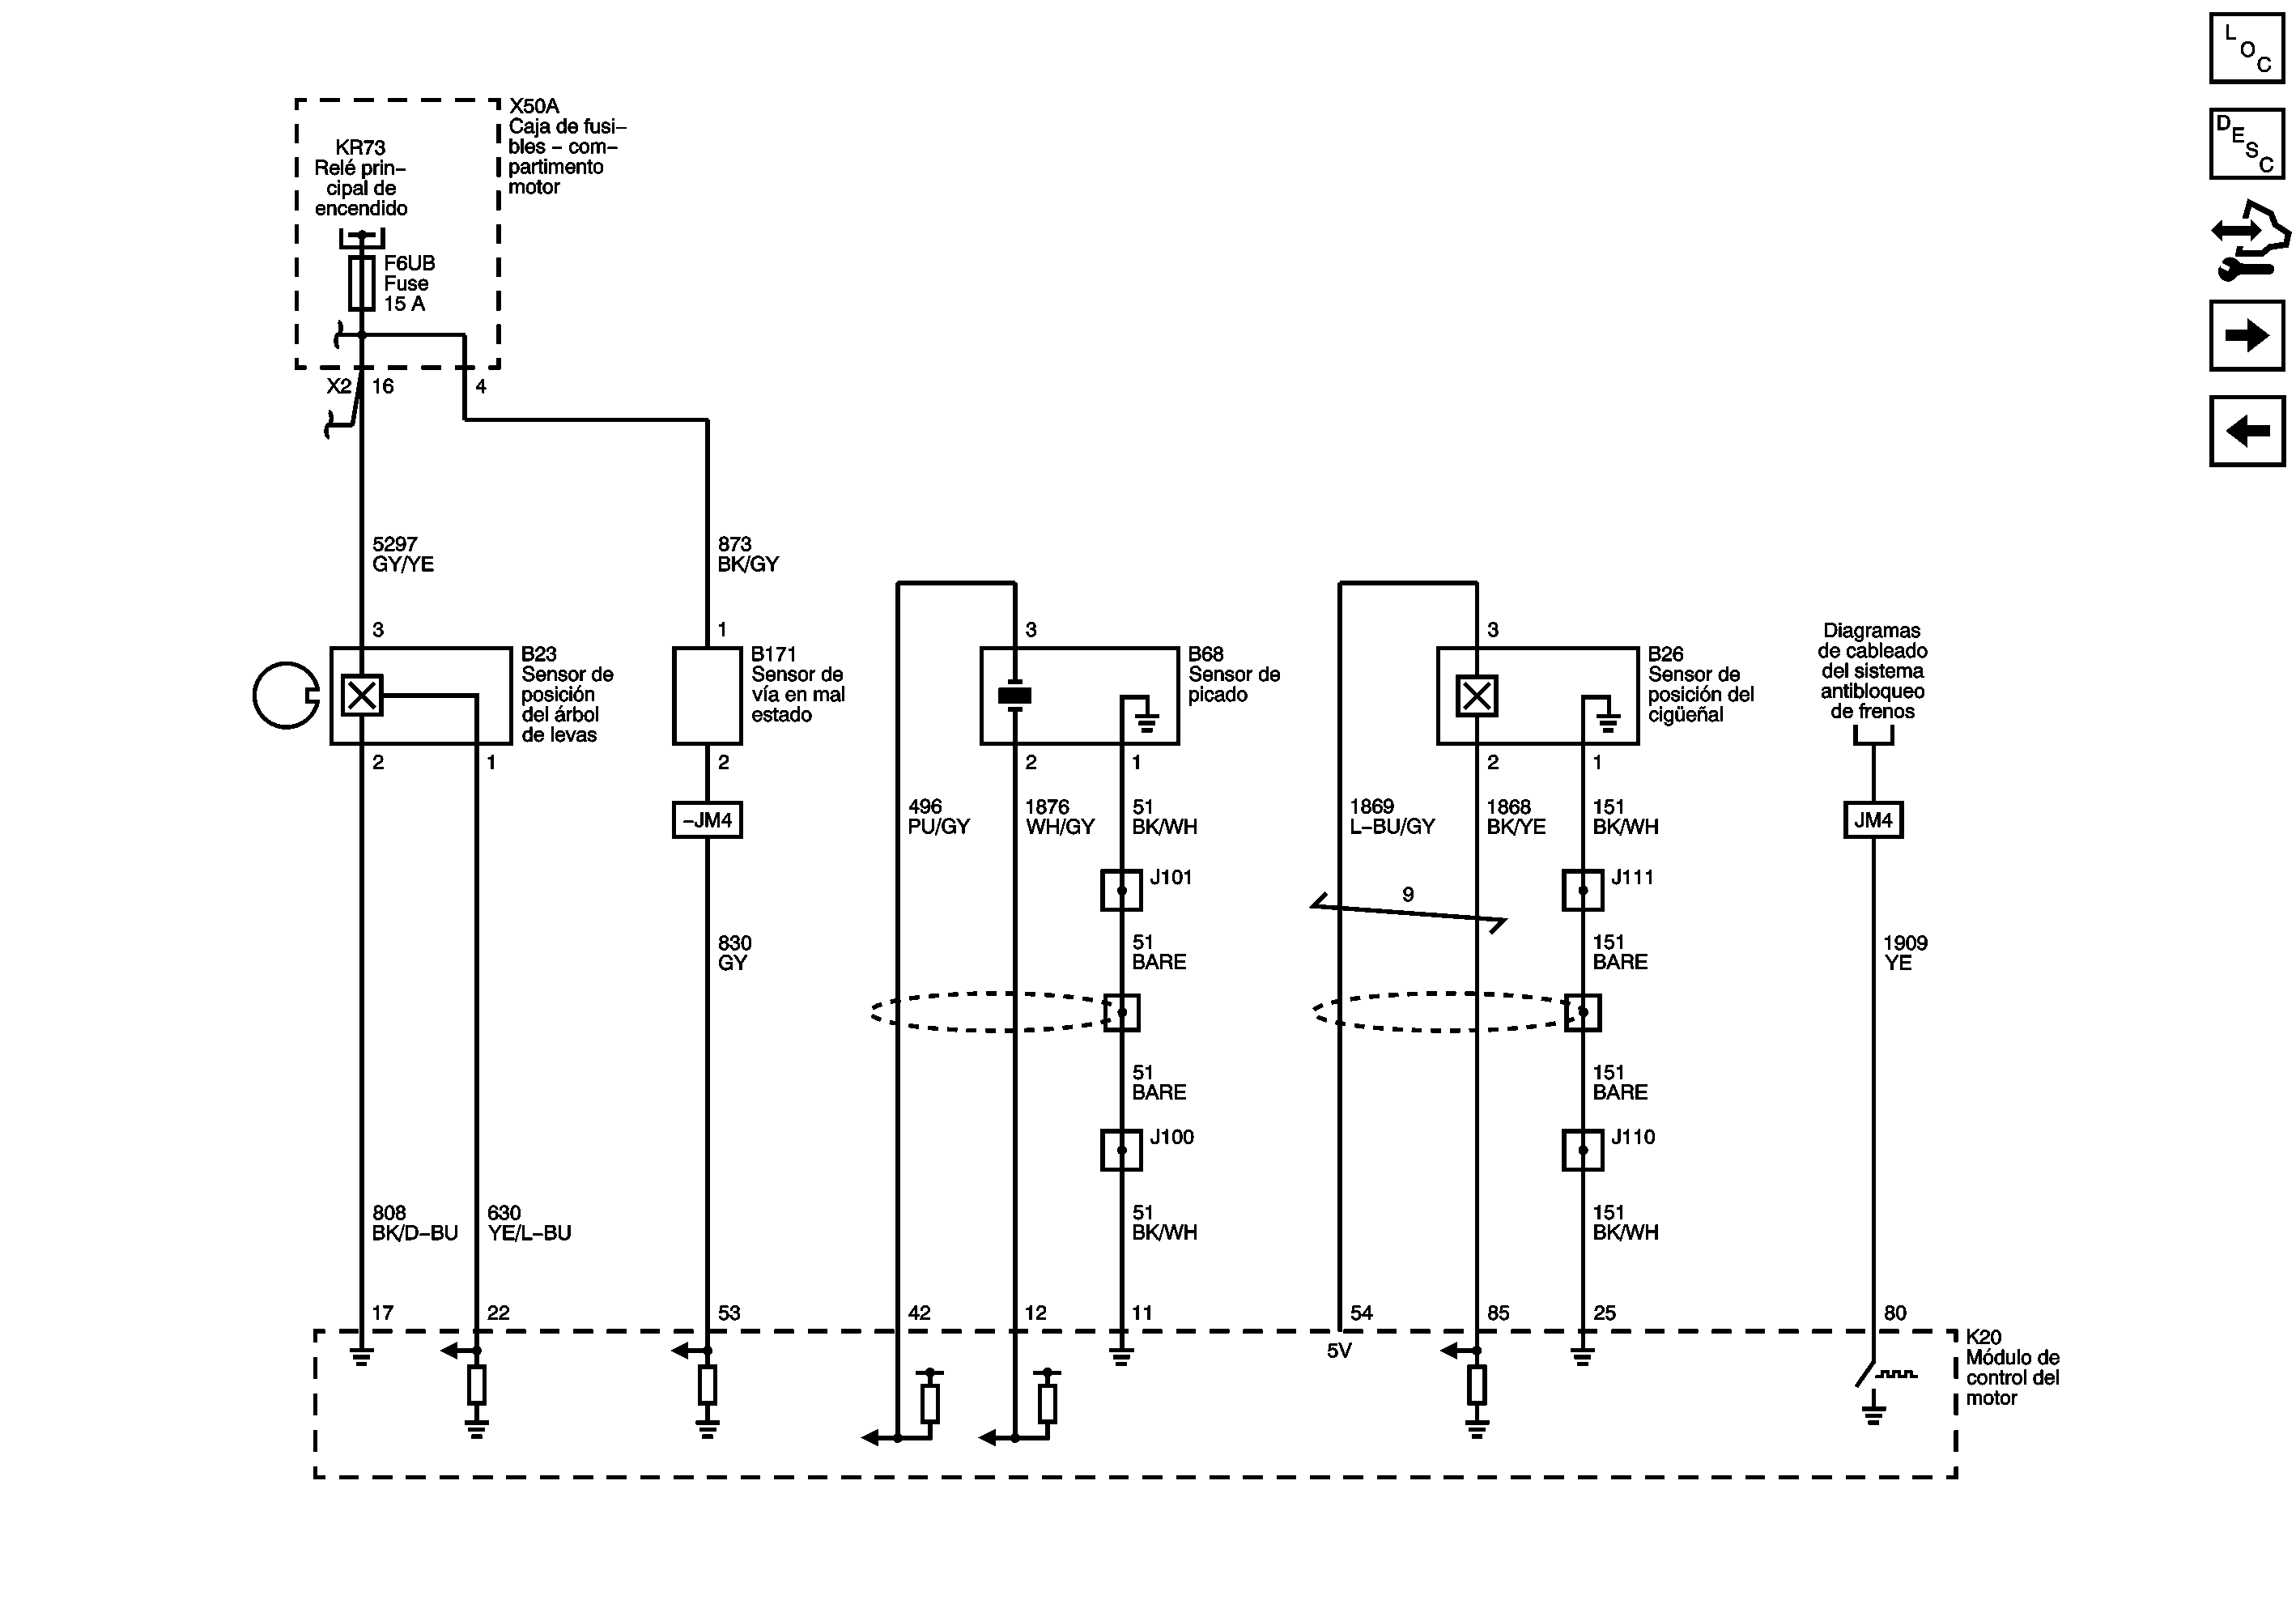 L
O
C
D
E
S
C
X50A
Caja de fusi–
bles – com–
partimento
motor
KR73
Relé prin–
cipal de
encendido
F6UB
Fuse
15 A
X2
16
4
5297
GY/YE
873
BK/GY
3
1
3
3
B23
Sensor de
posición
del árbol
de levas
B171
Sensor de
vía en mal
estado
B68
Sensor de
picado
B26
Sensor de
posición del
cigüeñal
Diagramas
de cableado
del sistema
antibloqueo
de frenos
2
1
2
2
1
2
1
–JM4
496
PU/GY
1876
WH/GY
51
BK/WH
1869
L–BU/GY
1868
BK/YE
151
BK/WH
JM4
J101
9
J111
830
GY
51
BARE
151
BARE
1909
YE
51
BARE
151
BARE
J100
J110
808
BK/D–BU
630
YE/L–BU
51
BK/WH
151
BK/WH
17
22
53
42
12
11
54
85
25
80
5V
K20
Módulo de
control del
motor